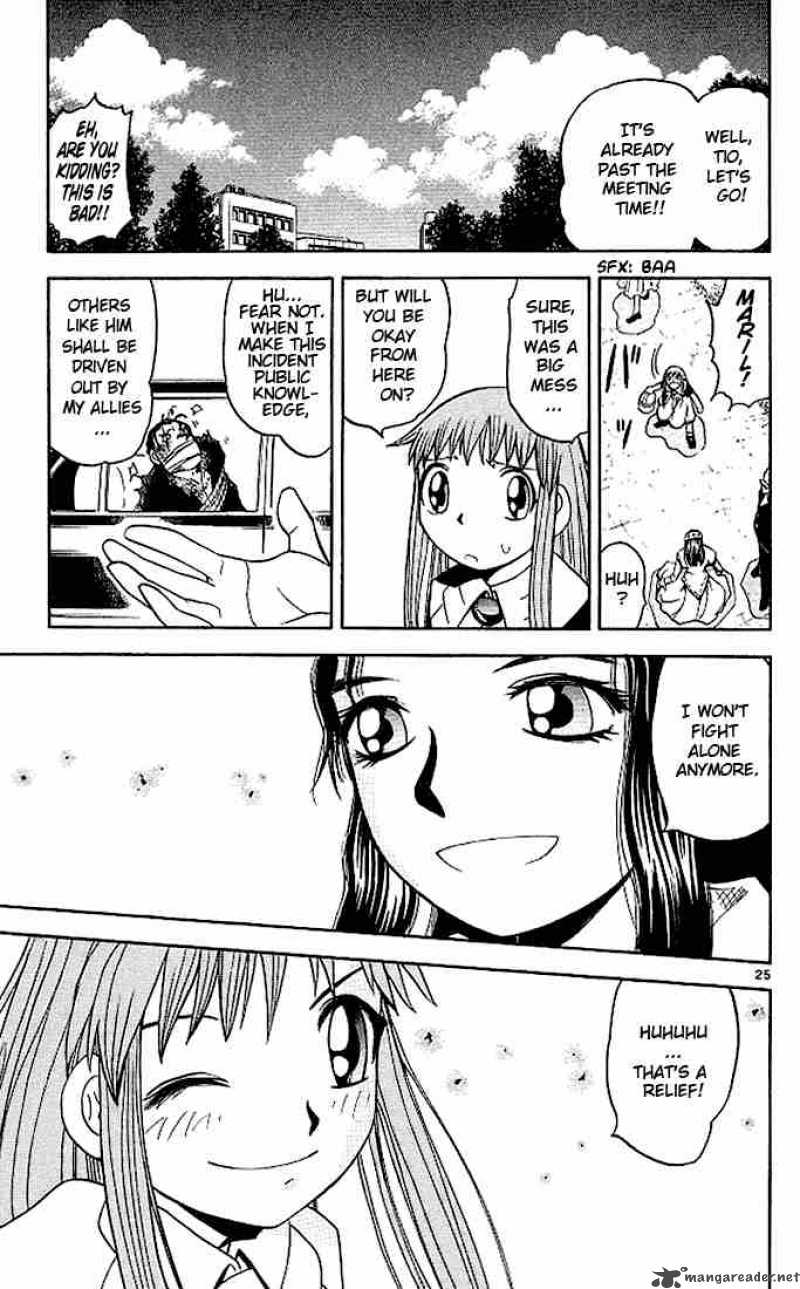 WELL,
TIO,
LET'S
GO!
IT'S
ALREADY
PAST THE
MEETING
TIME!!
EH,
ARE YOU
KIDDING?
THIS IS
BAD!!
SFX: BAA
MARIL!
HUH
?
SURE,
THIS
WAS A
BIG
MESS
...
BUT WILL
YOU BE
OKAY
FROM
HERE
ON?
HU...
FEAR NOT.
WHEN I
MAKE THIS
INCIDENT
PUBLIC
KNOWL-
EDGE,
OTHERS
LIKE HIM
SHALL BE
DRIVEN
OUT BY
MY ALLIES
...
I WON'T
FIGHT
ALONE
ANYMORE.
25
HUHUHU
...
THAT'S A
RELIEF!
mangareader.net